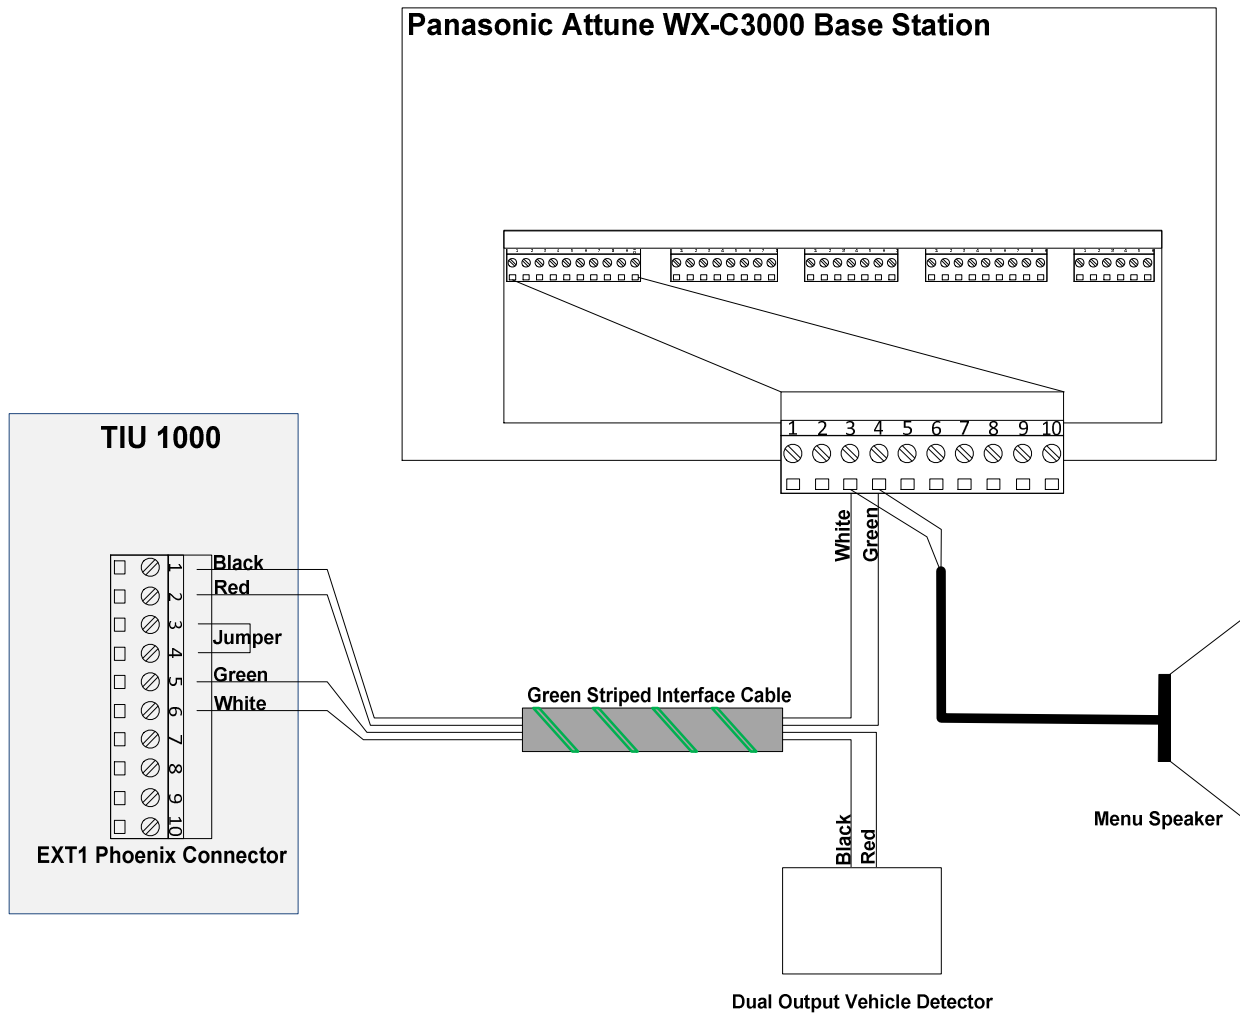 Panasonic Attune WX-C3000 Base Station
1 2 3 4 5 6 7 8 9 10
White
Green
TIU 1000
1 Black
2 Red
3
Jumper
4
5 Green
6 White
7
8
9
10
EXT1 Phoenix Connector
Green Striped Interface Cable
Menu Speaker
Black
Red
Dual Output Vehicle Detector